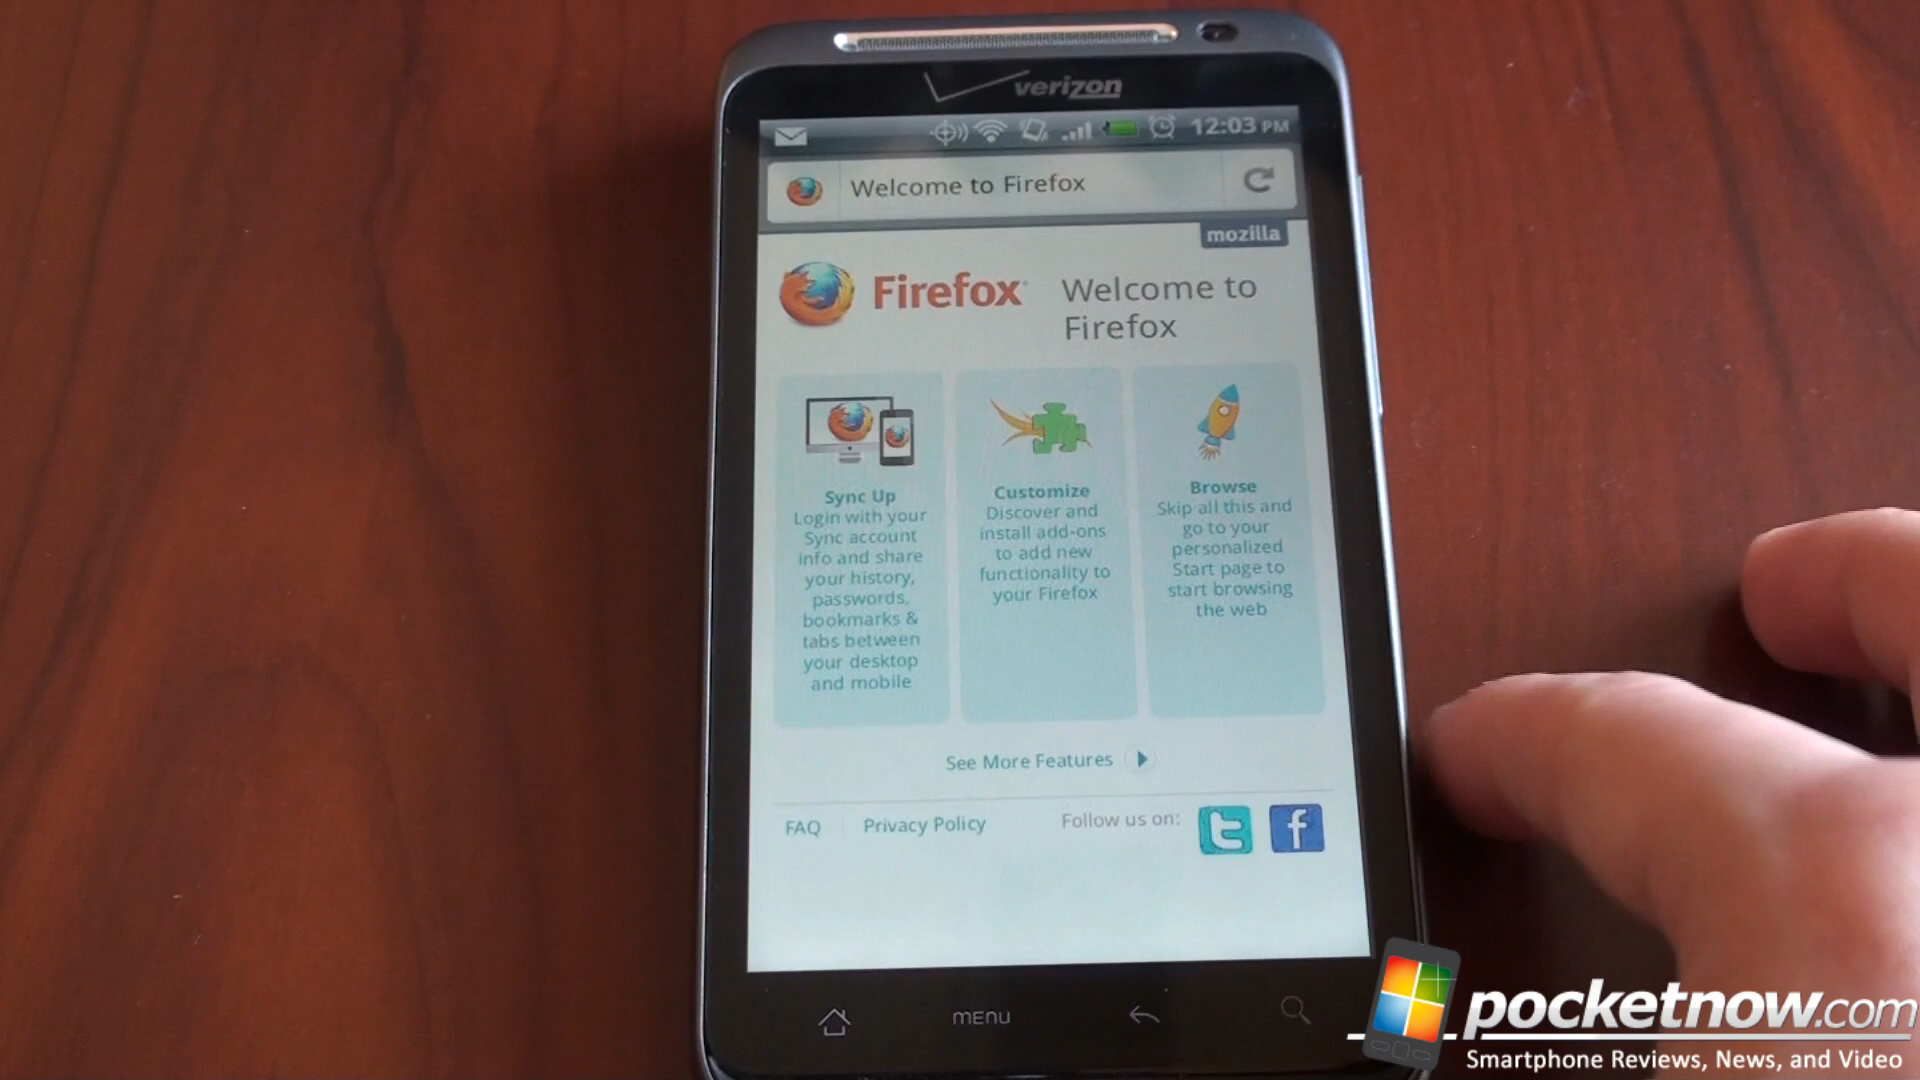 verizon
12:03 PM
Welcome to Firefox
mozilla
Firefox
Welcome to
Firefox
Sync Up
Login with your
Sync account
info and share
your history,
passwords,
bookmarks &
tabs between
your desktop
and mobile
Customize
Discover and
install add-ons
to add new
functionality to
your Firefox
Browse
Skip all this and
go to your
personalized
Start page to
start browsing
the web
See More Features
FAQ
Privacy Policy
Follow us on:
MENU
pocketnow.com
Smartphone Reviews, News, and Video